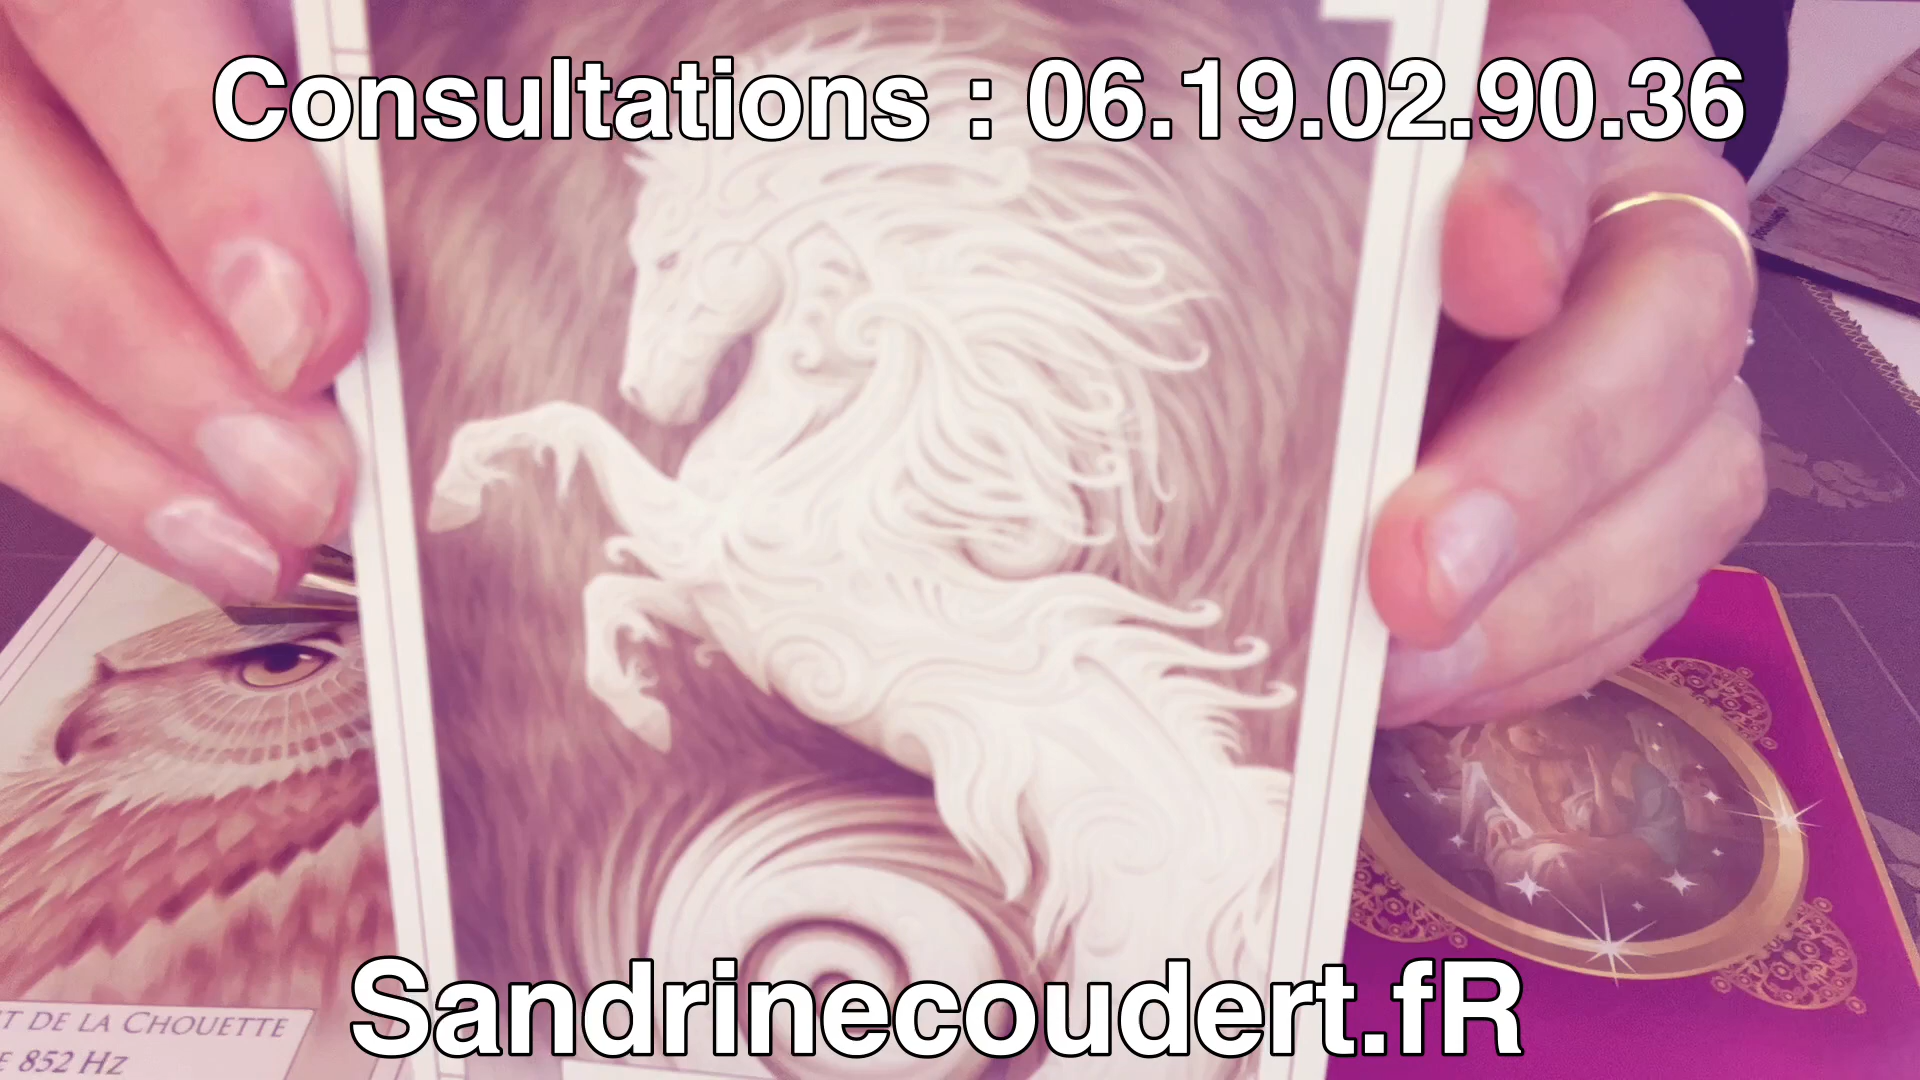 Consultations : 06.19.02.90.36
T DE LA CHOUETTE
E 852 HZ
Sandrinecoudert.fR